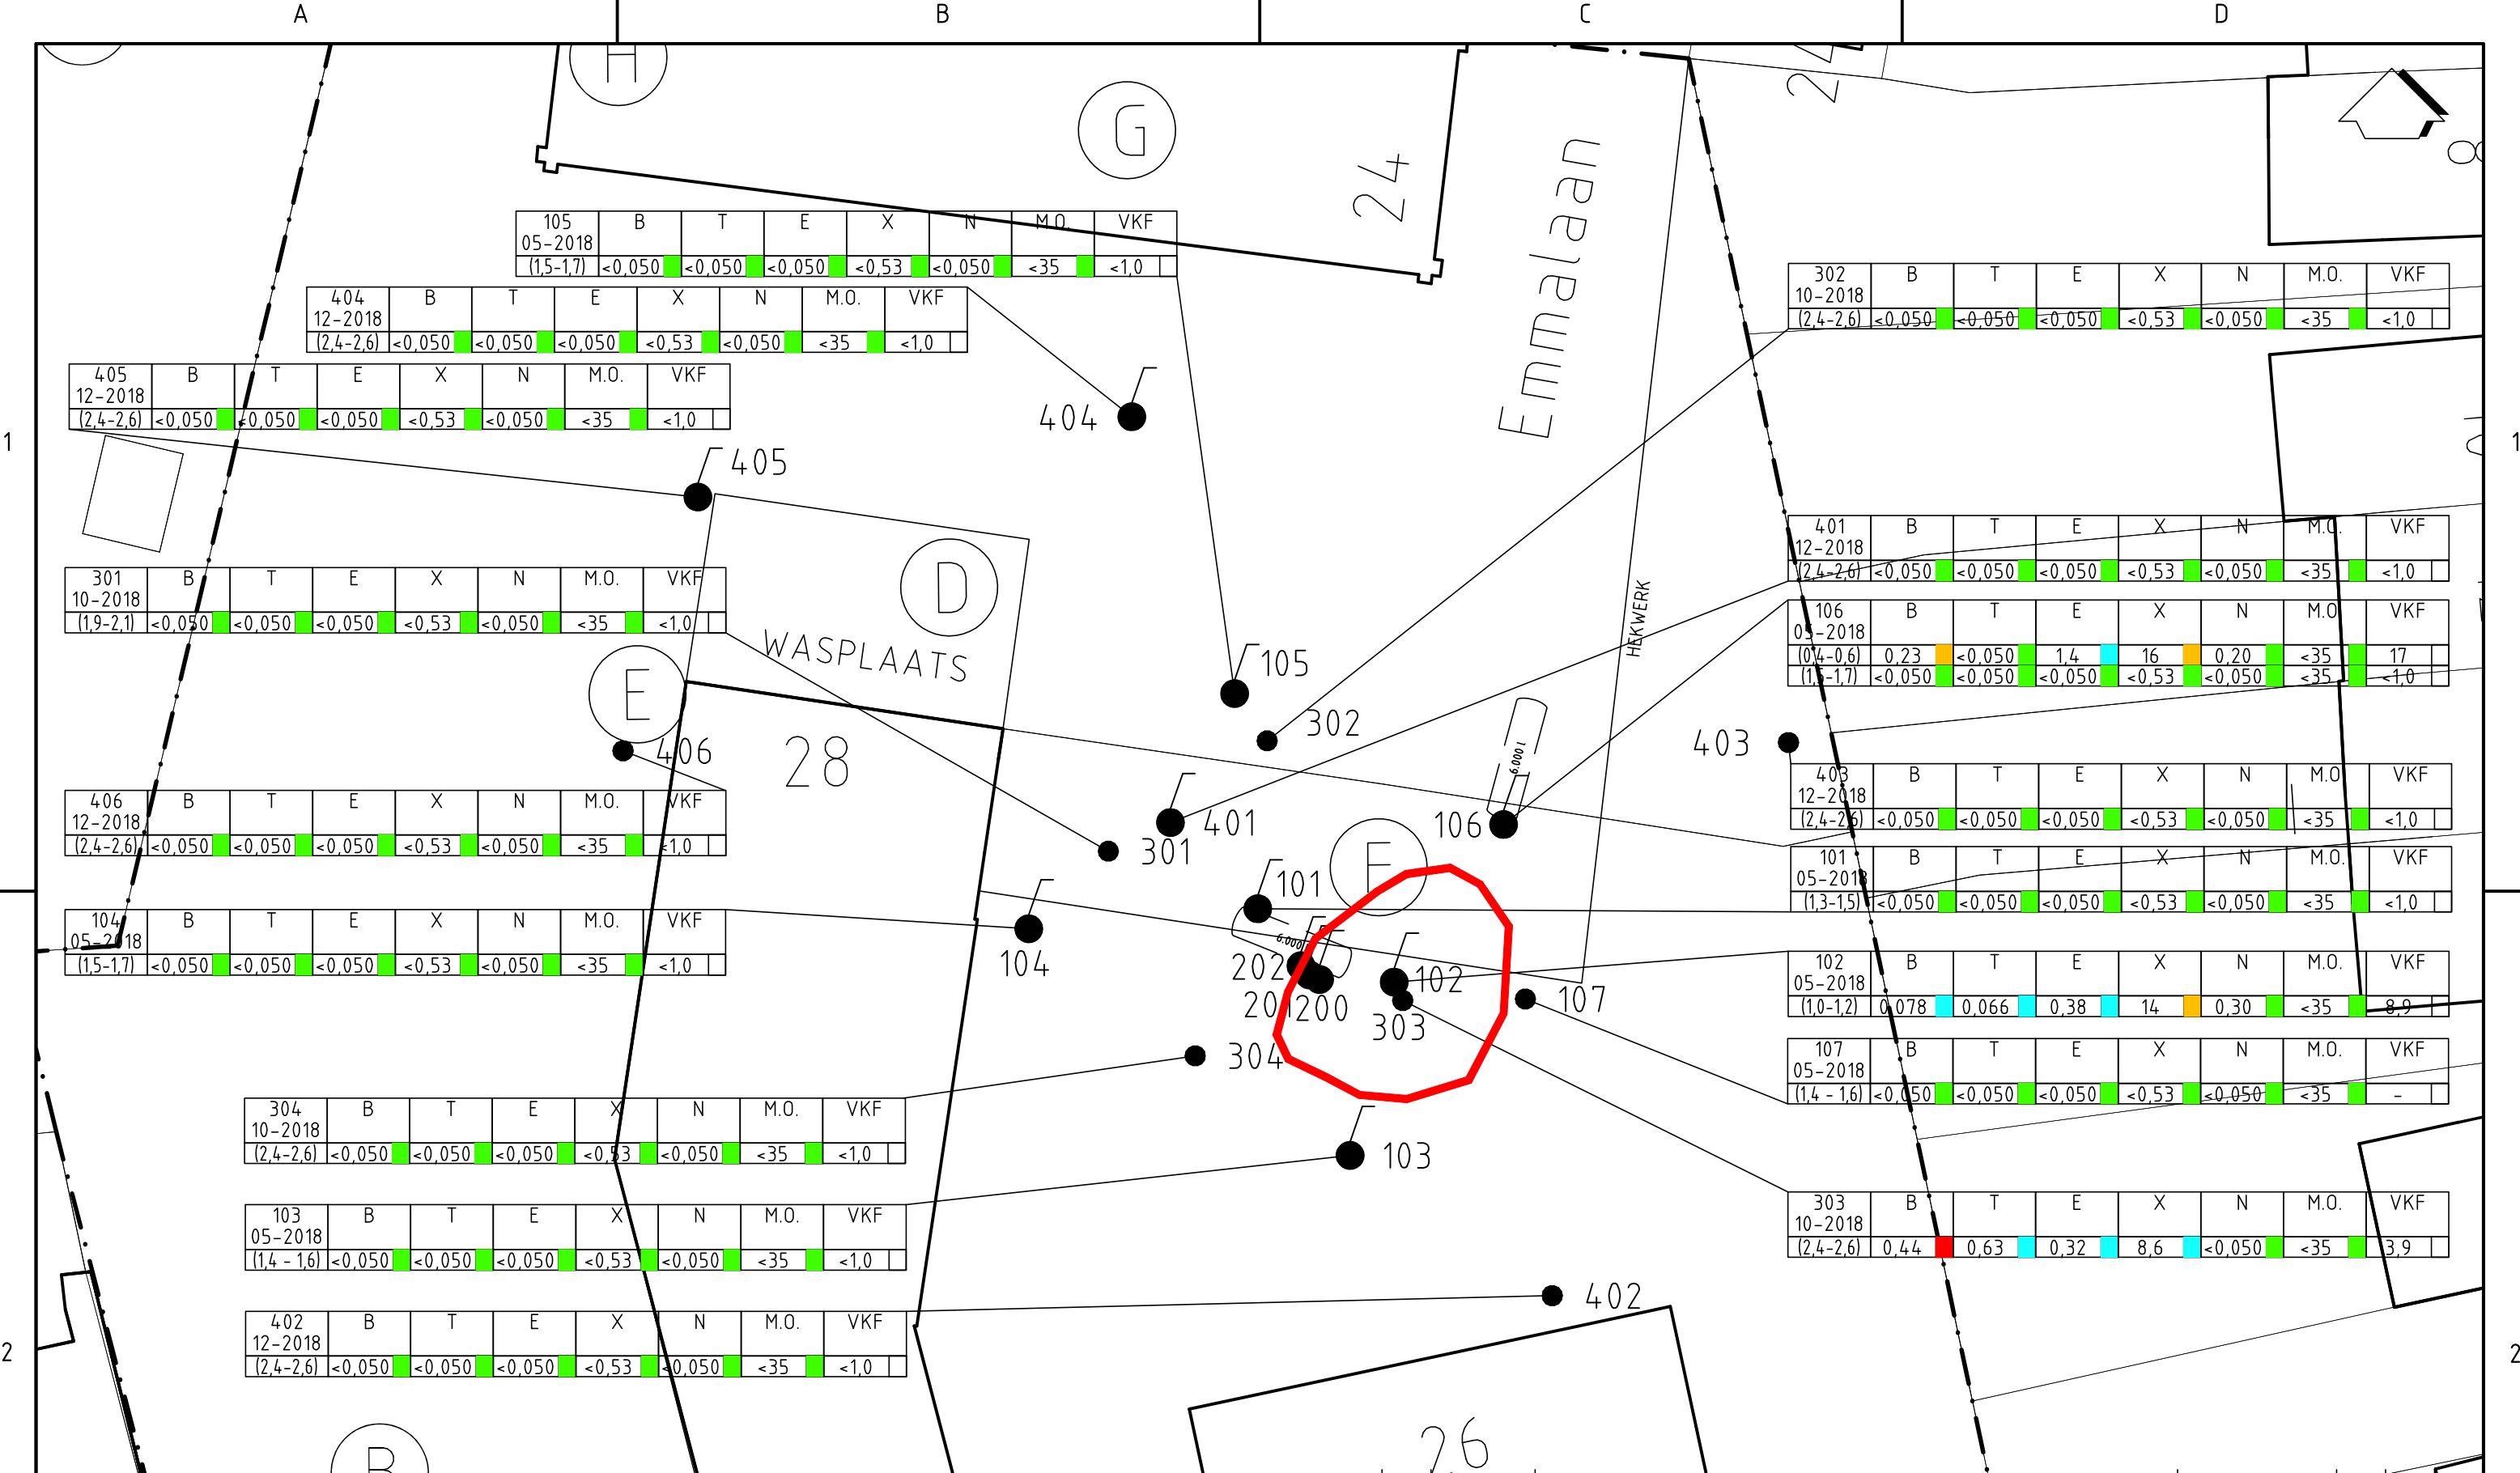 A B C D
H
G
24
Emmalaan
105 B T E X N M.O. VKF
05-2018
(1,5-1,7) <0,050 <0,050 <0,050 <0,53 <0,050 <35 <1,0
302 B T E X N M.O. VKF
10-2018
(2,4-2,6) <0,050 <0,050 <0,050 <0,53 <0,050 <35 <1,0
404 B T E X N M.O. VKF
12-2018
(2,4-2,6) <0,050 <0,050 <0,050 <0,53 <0,050 <35 <1,0
405 B T E X N M.O. VKF
12-2018
(2,4-2,6) <0,050 <0,050 <0,050 <0,53 <0,050 <35 <1,0
404
1
1
405
401 B T E X N M.O. VKF
12-2018
(2,4-2,6) <0,050 <0,050 <0,050 <0,53 <0,050 <35 <1,0
D
301 B T E X N M.O. VKF
10-2018
(1,9-2,1) <0,050 <0,050 <0,050 <0,53 <0,050 <35 <1,0
WASPLAATS
HEKWERK
106 B T E X N M.O. VKF
05-2018
(0,4-0,6) 0,23 <0,050 1,4 16 0,20 <35 17
(1,5-1,7) <0,050 <0,050 <0,050 <0,53 <0,050 <35 <1,0
E
105
302
403
406
28
6.000 l
403 B T E X N M.O. VKF
12-2018
(2,4-2,6) <0,050 <0,050 <0,050 <0,53 <0,050 <35 <1,0
406 B T E X N M.O. VKF
12-2018
(2,4-2,6) <0,050 <0,050 <0,050 <0,53 <0,050 <35 <1,0
401
106
301
F
101
101 B T E X N M.O. VKF
05-2018
(1,3-1,5) <0,050 <0,050 <0,050 <0,53 <0,050 <35 <1,0
104 B T E X N M.O. VKF
05-2018
(1,5-1,7) <0,050 <0,050 <0,050 <0,53 <0,050 <35 <1,0
104
6.000
202
102
201 200
303
107
102 B T E X N M.O. VKF
05-2018
(1,0-1,2) 0,078 0,066 0,38 14 0,30 <35 8,9
304
107 B T E X N M.O. VKF
05-2018
(1,4 - 1,6) <0,050 <0,050 <0,050 <0,53 <0,050 <35 -
304 B T E X N M.O. VKF
10-2018
(2,4-2,6) <0,050 <0,050 <0,050 <0,53 <0,050 <35 <1,0
103
103 B T E X N M.O. VKF
05-2018
(1,4 - 1,6) <0,050 <0,050 <0,050 <0,53 <0,050 <35 <1,0
303 B T E X N M.O. VKF
10-2018
(2,4-2,6) 0,44 0,63 0,32 8,6 <0,050 <35 3,9
402
402 B T E X N M.O. VKF
12-2018
(2,4-2,6) <0,050 <0,050 <0,050 <0,53 <0,050 <35 <1,0
2
2
B
26